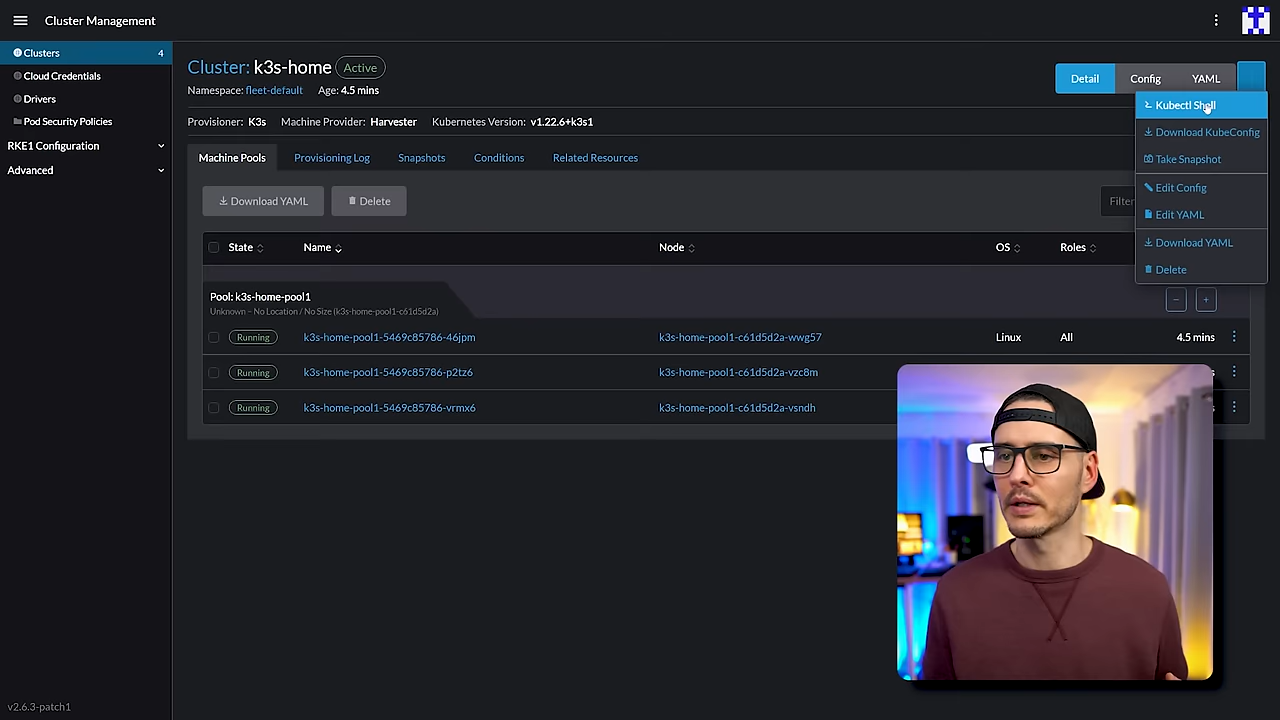 Cluster Management
Clusters 4
Cloud Credentials
Drivers
Pod Security Policies
RKE1 Configuration
Advanced
v2.6.3-patch1
Cluster: k3s-home Active
Namespace: fleet-default Age: 4.5 mins
Detail Config YAML
Provisioner: K3s Machine Provider: Harvester Kubernetes Version: v1.22.6+k3s1
Kubectl Shell
Download KubeConfig
Take Snapshot
Edit Config
Edit YAML
Download YAML
Delete
Machine Pools Provisioning Log Snapshots Conditions Related Resources
Download YAML Delete Filter
State Name Node OS Roles
Pool: k3s-home-pool1
Unknown – No Location / No Size (k3s-home-pool1-c61d5d2a)
Running k3s-home-pool1-5469c85786-46jpm k3s-home-pool1-c61d5d2a-wwg57 Linux All 4.5 mins
Running k3s-home-pool1-5469c85786-p2tz6 k3s-home-pool1-c61d5d2a-vzc8m
Running k3s-home-pool1-5469c85786-vrmx6 k3s-home-pool1-c61d5d2a-vsndh